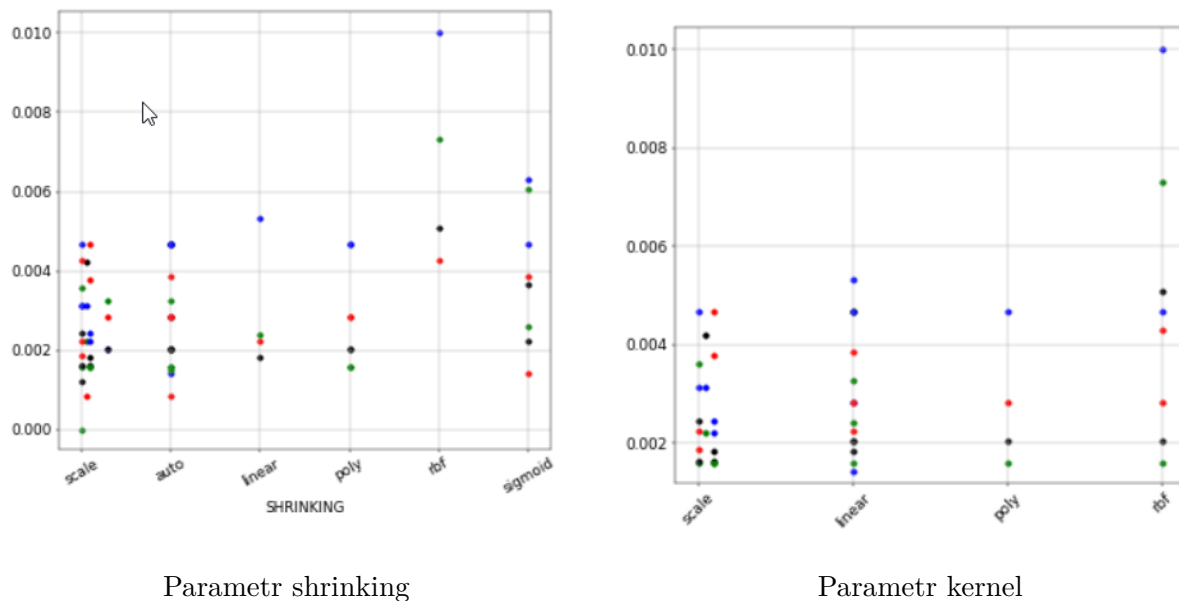 0.010
0.008
0.006
0.004
0.002
0.000
scale
auto
linear
poly
rbf
sigmoid
SHRINKING
Parametr shrinking
0.010
0.008
0.006
0.004
0.002
scale
linear
poly
rbf
Parametr kernel